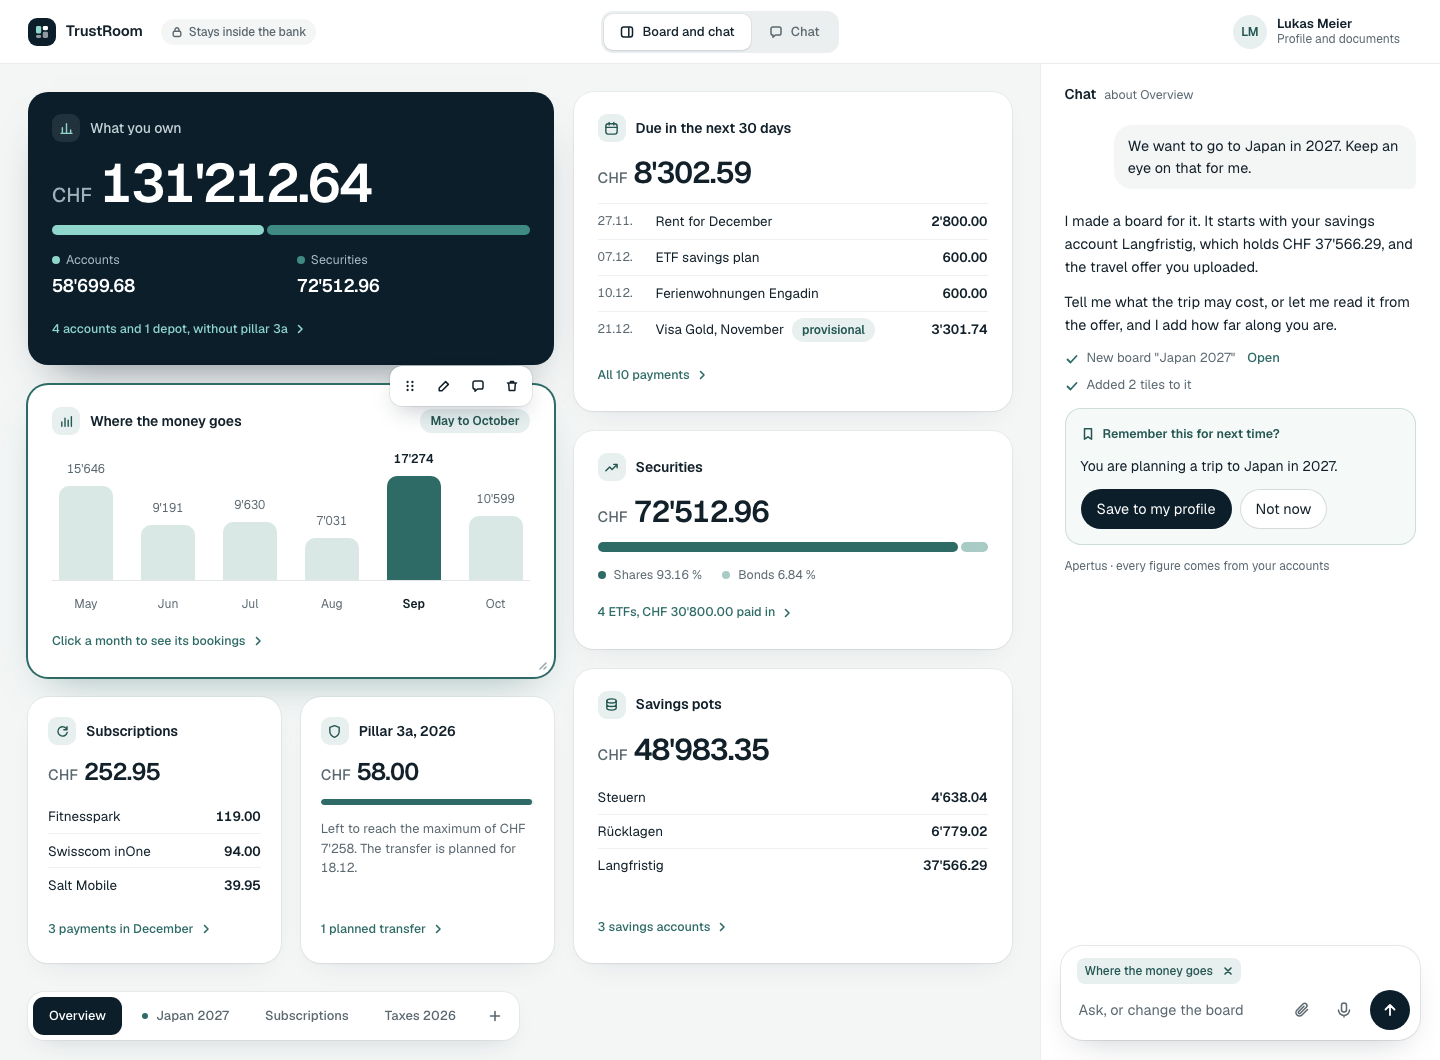 TrustRoom
Stays inside the bank
Board and chat
Chat
LM
Lukas Meier
Profile and documents
What you own
CHF 131'212.64
Accounts
Securities
58'699.68
72'512.96
4 accounts and 1 depot, without pillar 3a
Where the money goes
May to October
15'646
9'191
9'630
7'031
17'274
10'599
May
Jun
Jul
Aug
Sep
Oct
Click a month to see its bookings
Subscriptions
CHF 252.95
Fitnesspark 119.00
Swisscom inOne 94.00
Salt Mobile 39.95
3 payments in December
Pillar 3a, 2026
CHF 58.00
Left to reach the maximum of CHF
7'258. The transfer is planned for
18.12.
1 planned transfer
Due in the next 30 days
CHF 8'302.59
27.11. Rent for December 2'800.00
07.12. ETF savings plan 600.00
10.12. Ferienwohnungen Engadin 600.00
21.12. Visa Gold, November provisional 3'301.74
All 10 payments
Securities
CHF 72'512.96
Shares 93.16 %
Bonds 6.84 %
4 ETFs, CHF 30'800.00 paid in
Savings pots
CHF 48'983.35
Steuern 4'638.04
Rücklagen 6'779.02
Langfristig 37'566.29
3 savings accounts
Overview
Japan 2027
Subscriptions
Taxes 2026
Chat about Overview
We want to go to Japan in 2027. Keep an
eye on that for me.
I made a board for it. It starts with your savings
account Langfristig, which holds CHF 37'566.29, and
the travel offer you uploaded.
Tell me what the trip may cost, or let me read it from
the offer, and I add how far along you are.
New board "Japan 2027" Open
Added 2 tiles to it
Remember this for next time?
You are planning a trip to Japan in 2027.
Save to my profile
Not now
Apertus · every figure comes from your accounts
Where the money goes
Ask, or change the board